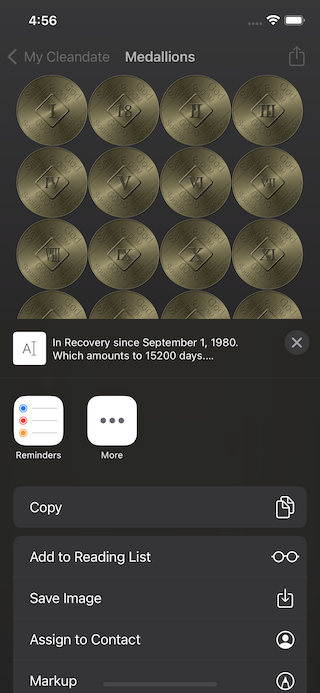 4:56
My Cleandate
Medallions
I
18
II
III
IV
V
VI
VII
VIII
IX
X
XI
In Recovery since September 1, 1980.
Which amounts to 15200 days....
Reminders
More
Copy
Add to Reading List
Save Image
Assign to Contact
Markup